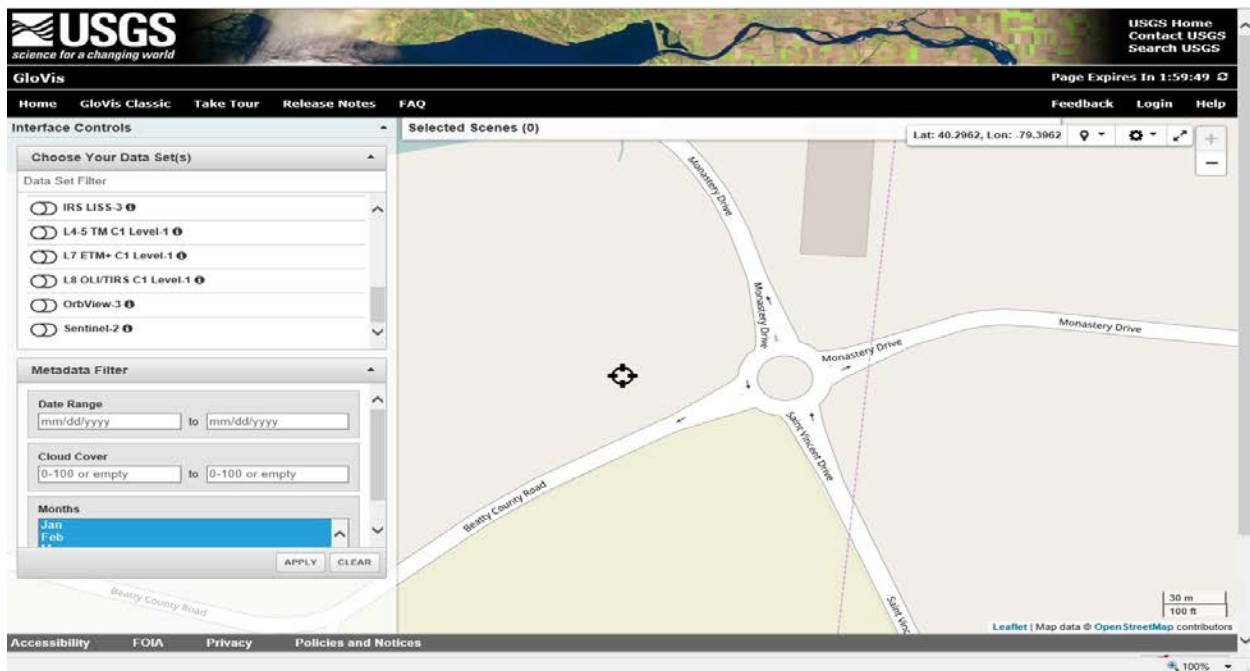 USGS
science for a changing world
USGS Home
Contact USGS
Search USGS
GloVis
Page Expires In 1:59:49
Home GloVis Classic Take Tour Release Notes FAQ
Feedback Login Help
Interface Controls
Selected Scenes (0)
Lat: 40.2962, Lon: -79.3962
+
−
Choose Your Data Set(s)
Data Set Filter
IRS LISS-3
L4-5 TM C1 Level-1
L7 ETM+ C1 Level-1
L8 OLI/TIRS C1 Level-1
OrbView-3
Sentinel-2
Metadata Filter
Date Range
mm/dd/yyyy to mm/dd/yyyy
Cloud Cover
0-100 or empty to 0-100 or empty
Months
Jan
Feb
APPLY CLEAR
Monastery Drive
Monastery Drive
Monastery Drive
Monastery Drive
Saint Vincent Drive
Beatty County Road
Beatty County Road
Saint Vinc
30 m
100 ft
Leaflet | Map data © OpenStreetMap contributors
Accessibility FOIA Privacy Policies and Notices
100%